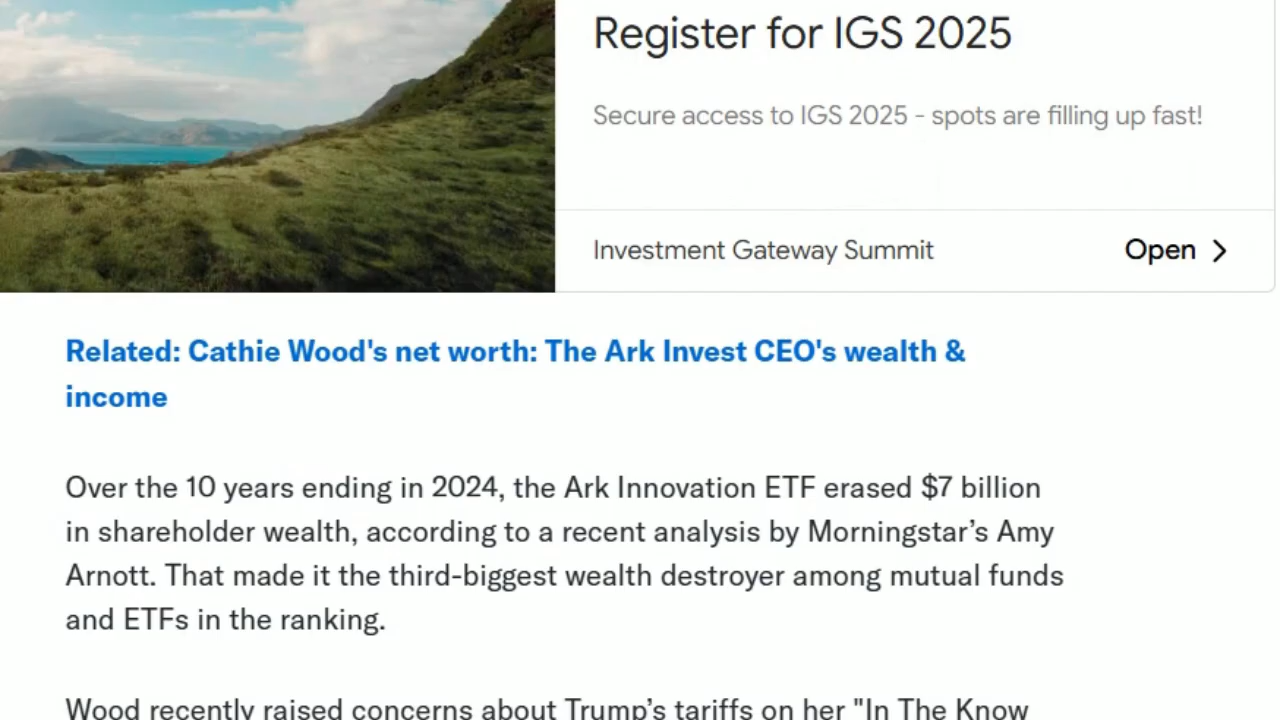 Register for IGS 2025
Secure access to IGS 2025 - spots are filling up fast!
Investment Gateway Summit
Open
Related: Cathie Wood's net worth: The Ark Invest CEO's wealth &
income
Over the 10 years ending in 2024, the Ark Innovation ETF erased $7 billion
in shareholder wealth, according to a recent analysis by Morningstar’s Amy
Arnott. That made it the third-biggest wealth destroyer among mutual funds
and ETFs in the ranking.
Wood recently raised concerns about Trump’s tariffs on her "In The Know